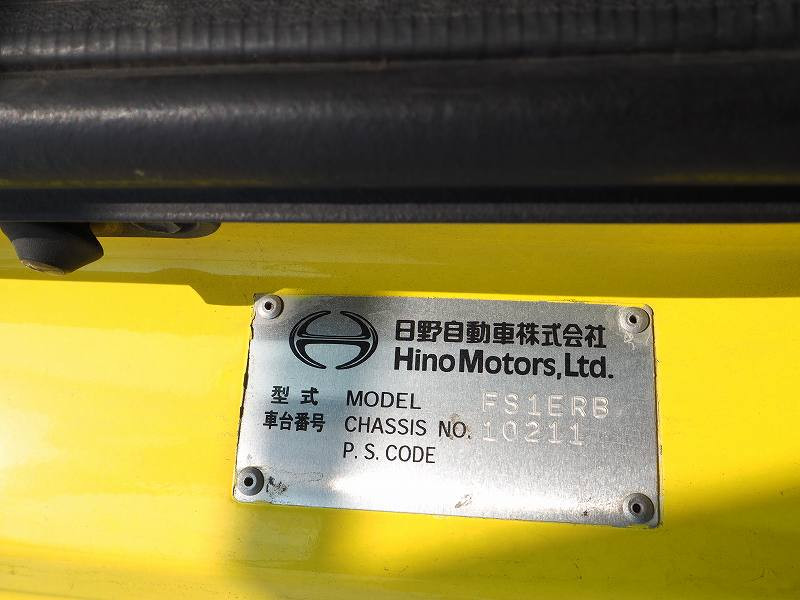 日野自動車株式会社
Hino Motors, Ltd.
型式 MODEL FS1ERB
車台番号 CHASSIS NO. 10211
P. S. CODE